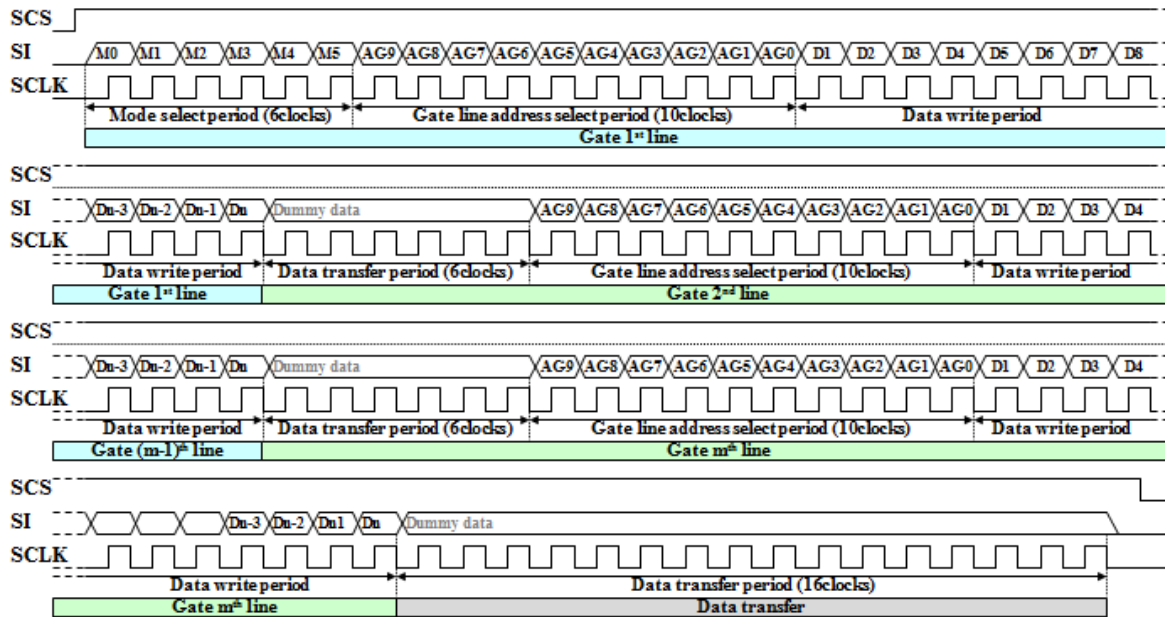 SCS
SI M0 M1 M2 M3 M4 M5 AG9 AG8 AG7 AG6 AG5 AG4 AG3 AG2 AG1 AG0 D1 D2 D3 D4 D5 D6 D7 D8
SCLK
Mode select period (6clocks) Gate line address select period (10clocks) Data write period
Gate 1st line
SCS
SI Dn-3 Dn-2 Dn-1 Dn Dummy data AG9 AG8 AG7 AG6 AG5 AG4 AG3 AG2 AG1 AG0 D1 D2 D3 D4
SCLK
Data write period Data transfer period (6clocks) Gate line address select period (10clocks) Data write period
Gate 1st line Gate 2nd line
SCS
SI Dn-3 Dn-2 Dn-1 Dn Dummy data AG9 AG8 AG7 AG6 AG5 AG4 AG3 AG2 AG1 AG0 D1 D2 D3 D4
SCLK
Data write period Data transfer period (6clocks) Gate line address select period (10clocks) Data write period
Gate (m-1)th line Gate mth line
SCS
SI Dn-3 Dn-2 Dn1 Dn Dummy data
SCLK
Data write period Data transfer period (16clocks)
Gate mth line Data transfer